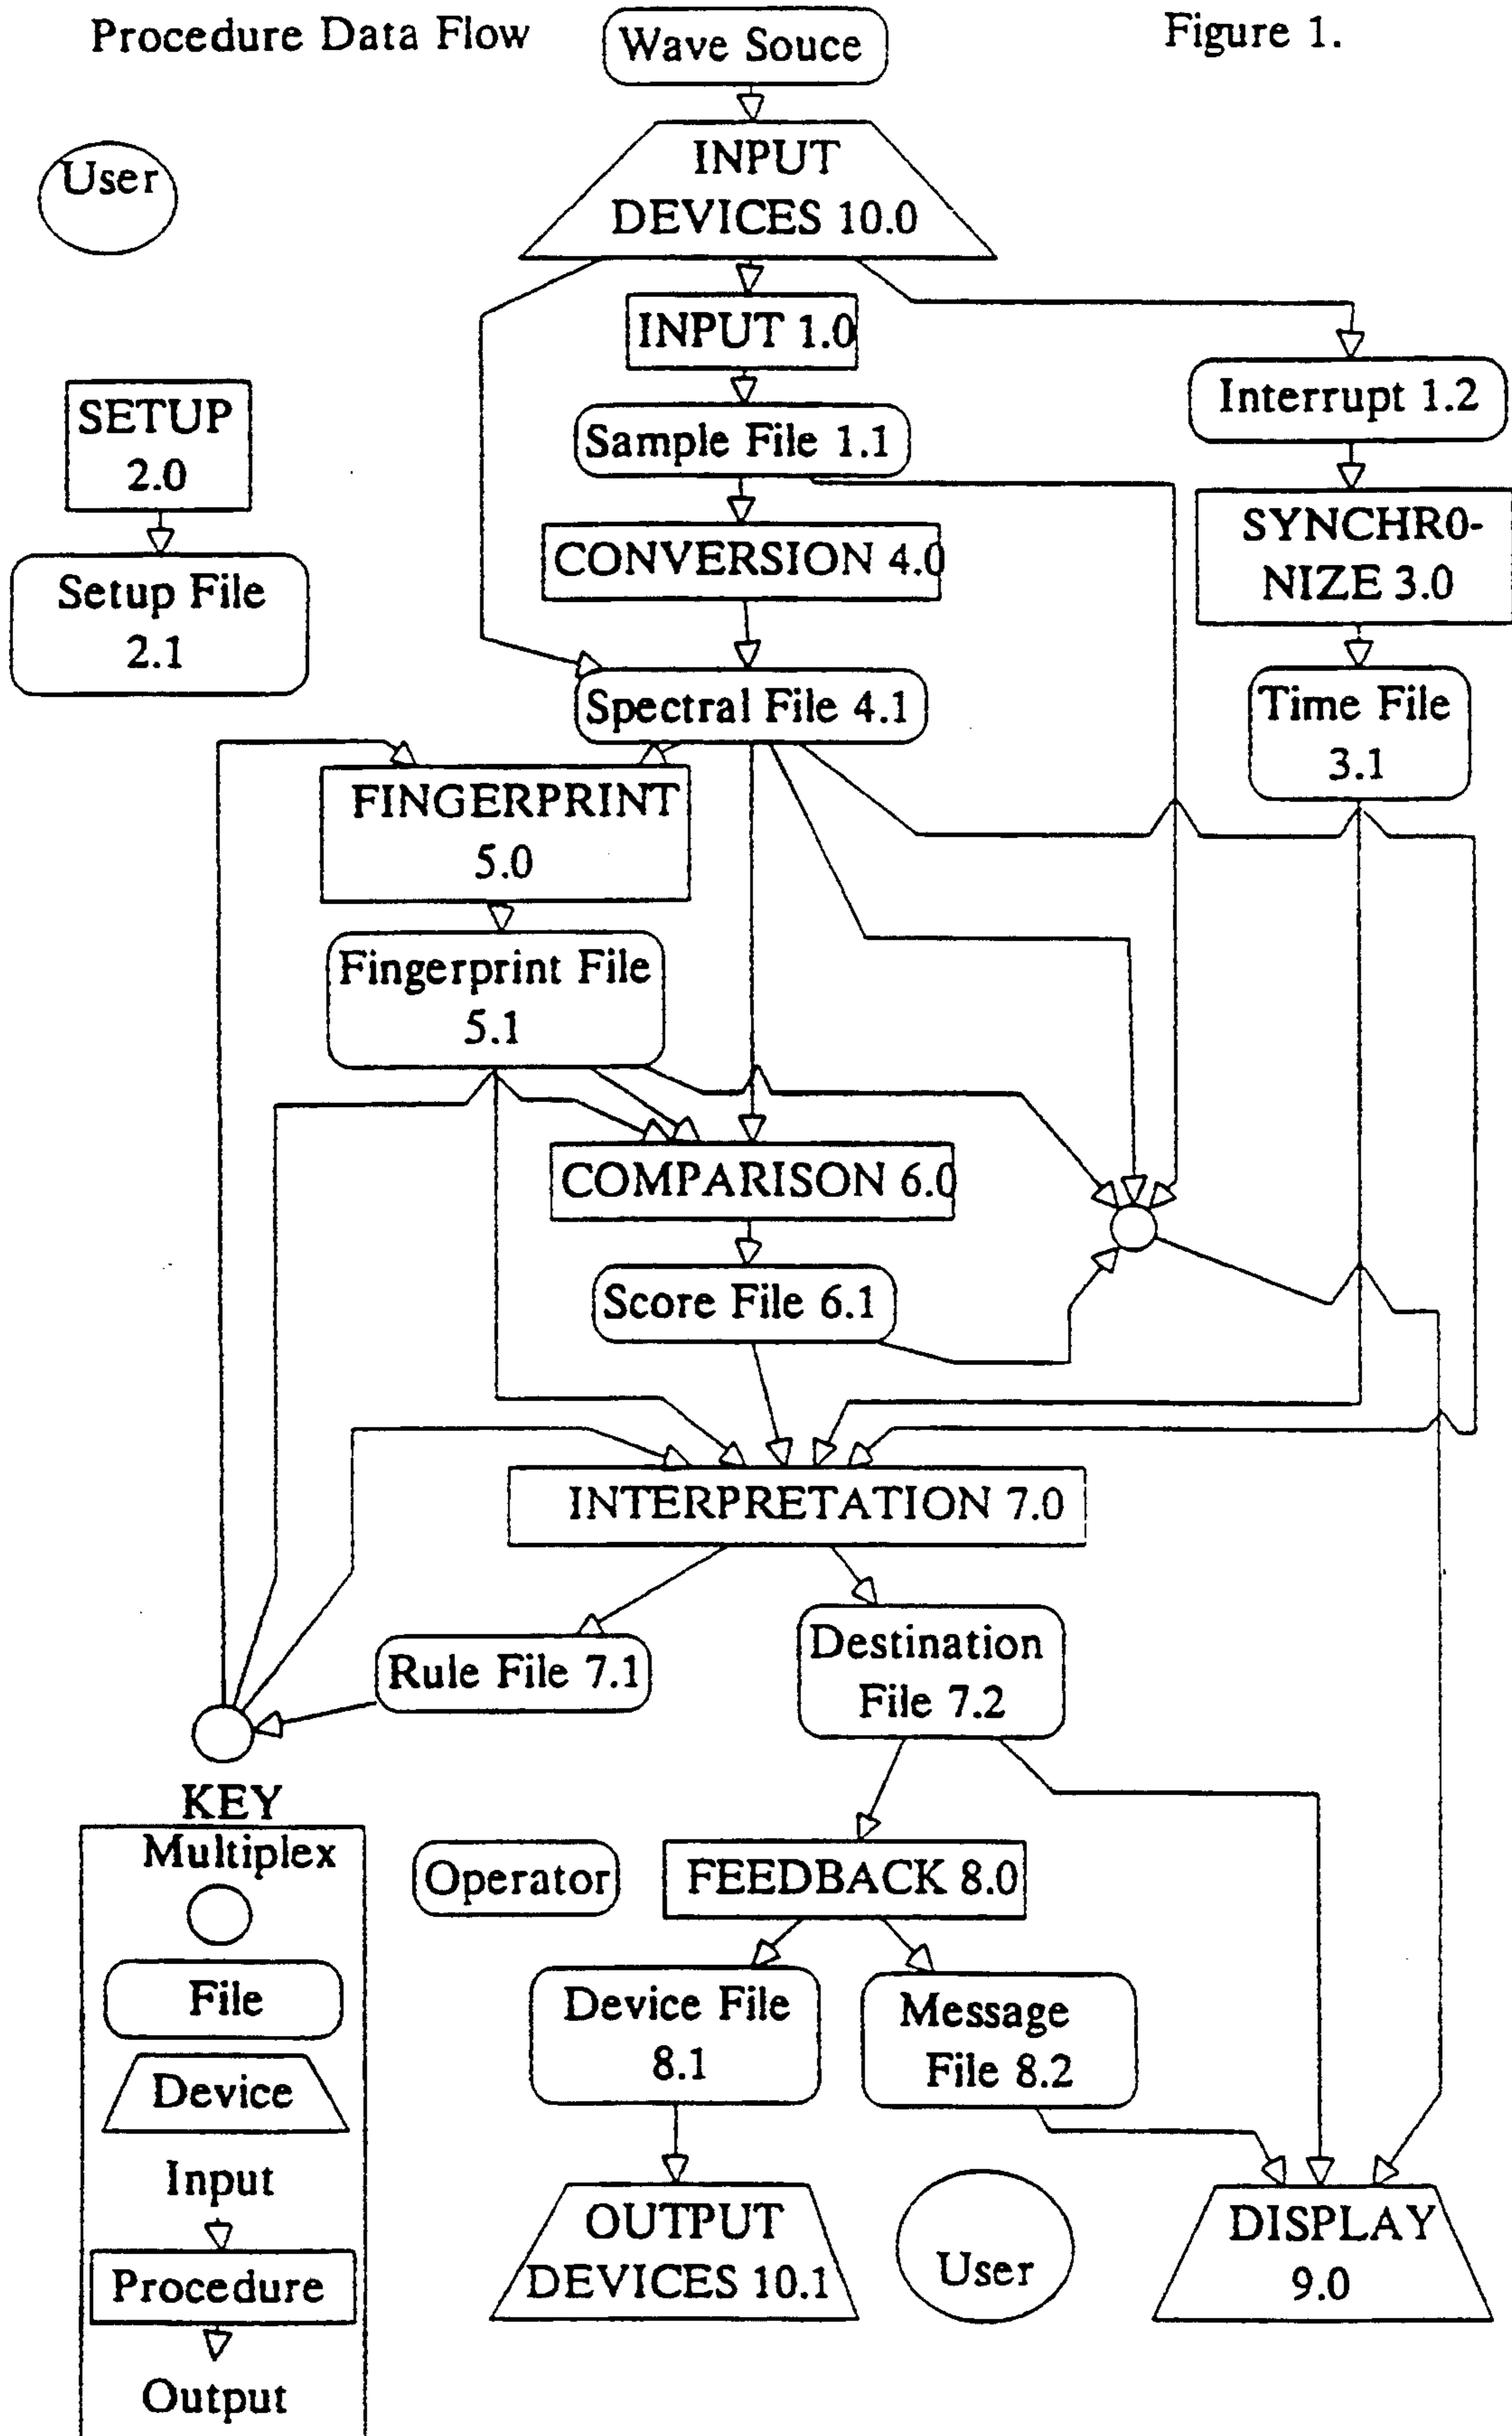 Procedure Data Flow
Wave Souce
Figure 1.
User
INPUT
DEVICES 10.0
INPUT 1.0
Interrupt 1.2
SETUP
2.0
Sample File 1.1
SYNCHR0-
NIZE 3.0
CONVERSION 4.0
Setup File
2.1
Spectral File 4.1
Time File
3.1
FINGERPRINT
5.0
Fingerprint File
5.1
COMPARISON 6.0
Score File 6.1
INTERPRETATION 7.0
Rule File 7.1
Destination
File 7.2
KEY
Multiplex
File
Device
Input
Procedure
Output
Operator
FEEDBACK 8.0
Device File
8.1
Message
File 8.2
OUTPUT
DEVICES 10.1
User
DISPLAY
9.0